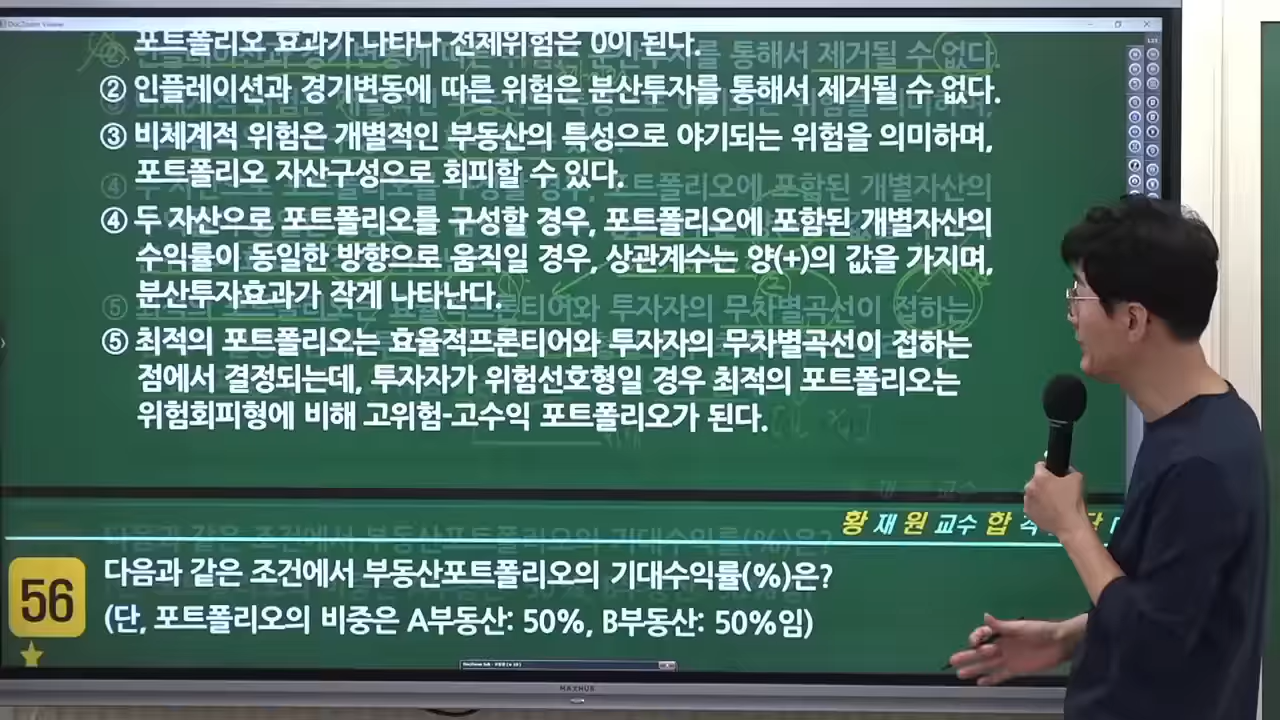 DocZoom Viewer
포트폴리오 효과가 나타나 전체위험은 0이 된다.
② 인플레이션과 경기변동에 따른 위험은 분산투자를 통해서 제거될 수 없다.
③ 비체계적 위험은 개별적인 부동산의 특성으로 야기되는 위험을 의미하며,
포트폴리오 자산구성으로 회피할 수 있다.
④ 두 자산으로 포트폴리오를 구성할 경우, 포트폴리오에 포함된 개별자산의
수익률이 동일한 방향으로 움직일 경우, 상관계수는 양(+)의 값을 가지며,
분산투자효과가 작게 나타난다.
⑤ 최적의 포트폴리오는 효율적프론티어와 투자자의 무차별곡선이 접하는
점에서 결정되는데, 투자자가 위험선호형일 경우 최적의 포트폴리오는
위험회피형에 비해 고위험-고수익 포트폴리오가 된다.
황재원 교수 합격
56 다음과 같은 조건에서 부동산포트폴리오의 기대수익률(%)은?
(단, 포트폴리오의 비중은 A부동산: 50%, B부동산: 50%임)
MAXHUB